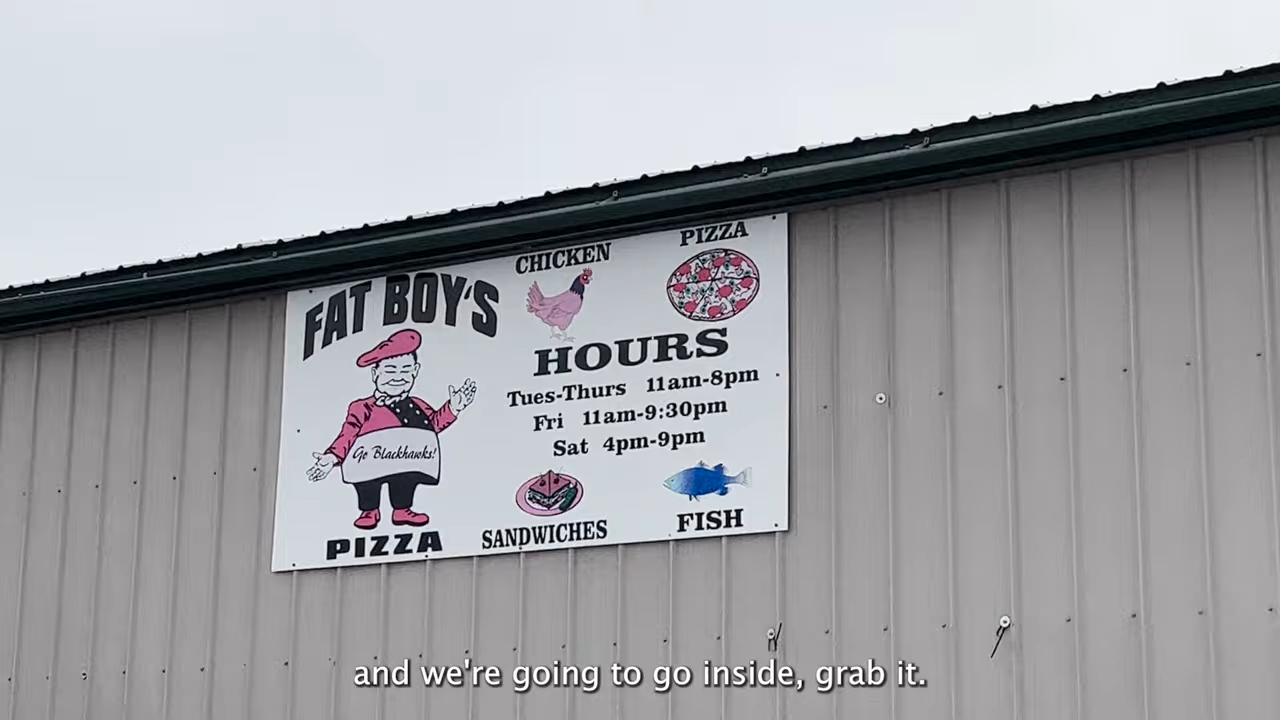 FAT BOY'S
Go Blackhawks!
PIZZA
CHICKEN
PIZZA
HOURS
Tues-Thurs 11am-8pm
Fri 11am-9:30pm
Sat 4pm-9pm
SANDWICHES
FISH
and we're going to go inside, grab it.